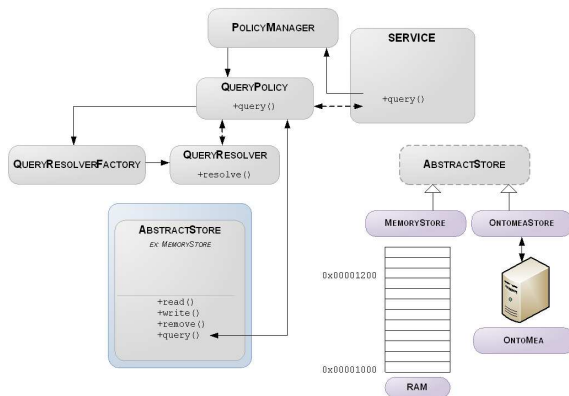 POLICYMANAGER
SERVICE
+query()
QUERYPOLICY
+query()
QUERYRESOLVERFACTORY
QUERYRESOLVER
+resolve()
ABSTRACTSTORE
MEMORYSTORE
ONTOMEASTORE
ABSTRACTSTORE
EX: MEMORYSTORE
+read()
+write()
+remove()
+query()
0x00001200
0x00001000
ONTOMEA
RAM